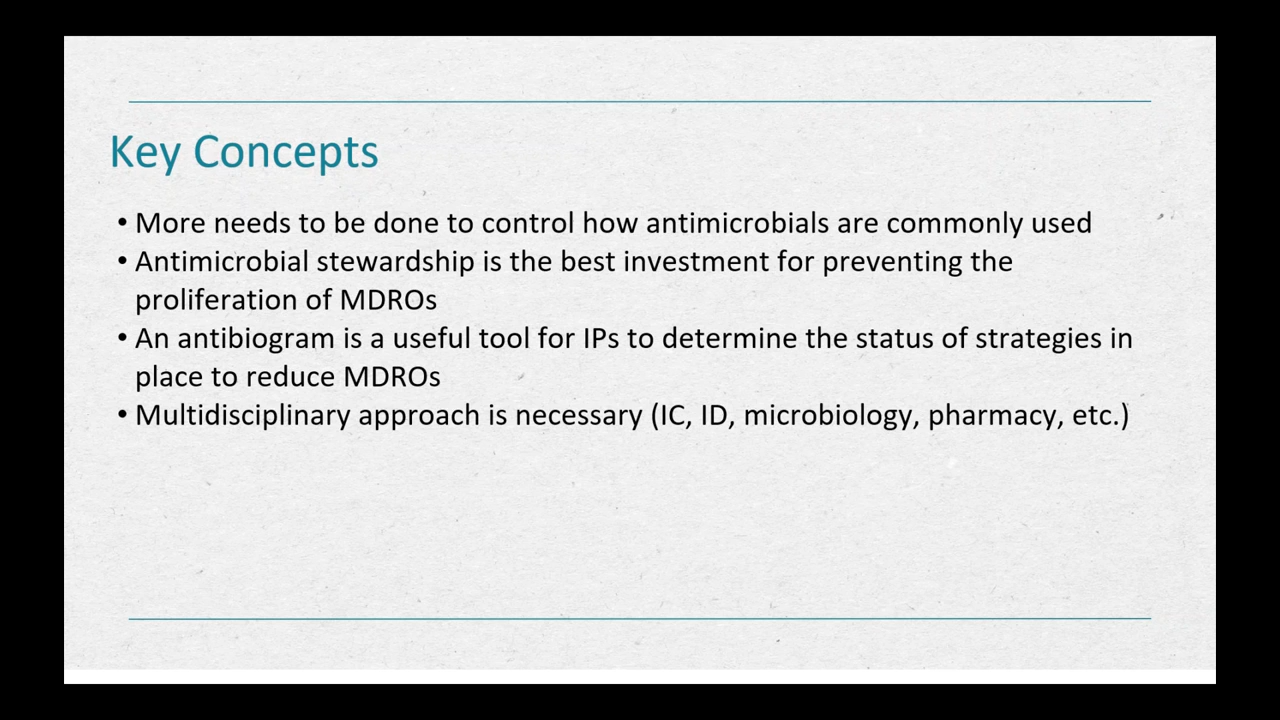 Key Concepts
• More needs to be done to control how antimicrobials are commonly used
• Antimicrobial stewardship is the best investment for preventing the
proliferation of MDROs
• An antibiogram is a useful tool for IPs to determine the status of strategies in
place to reduce MDROs
• Multidisciplinary approach is necessary (IC, ID, microbiology, pharmacy, etc.)